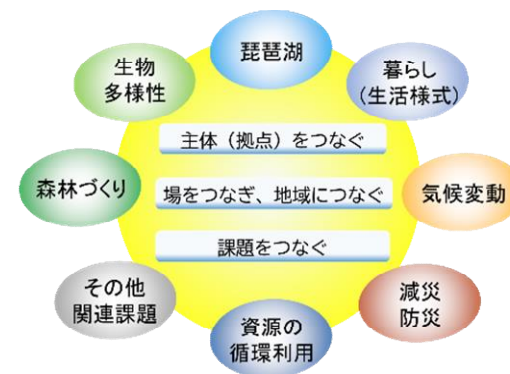 琵琶湖
生物
多様性
暮らし
(生活様式)
主体（拠点）をつなぐ
森林づくり
場をつなぎ、地域につなぐ
気候変動
課題をつなぐ
その他
関連課題
減災
防災
資源の
循環利用